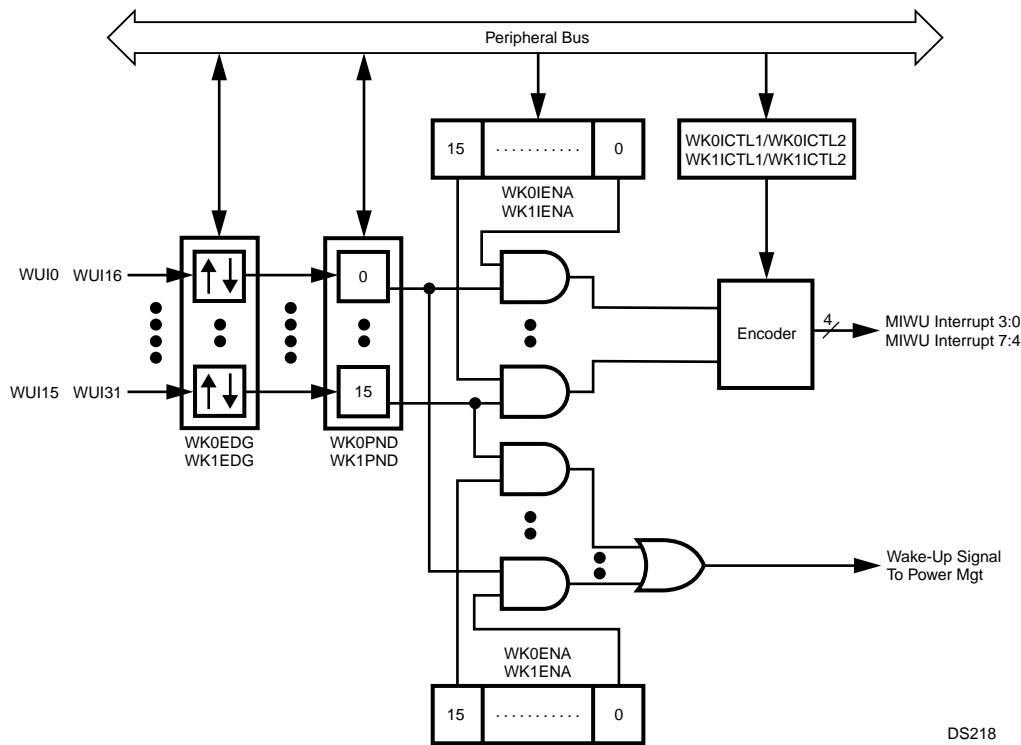 Peripheral Bus
15 ........... 0
WK0ICTL1/WK0ICTL2
WK1ICTL1/WK1ICTL2
WK0IENA
WK1IENA
WUI0 WUI16
0
4
Encoder
MIWU Interrupt 3:0
MIWU Interrupt 7:4
WUI15 WUI31
15
WK0EDG
WK1EDG
WK0PND
WK1PND
Wake-Up Signal
To Power Mgt
WK0ENA
WK1ENA
15 ........... 0
DS218